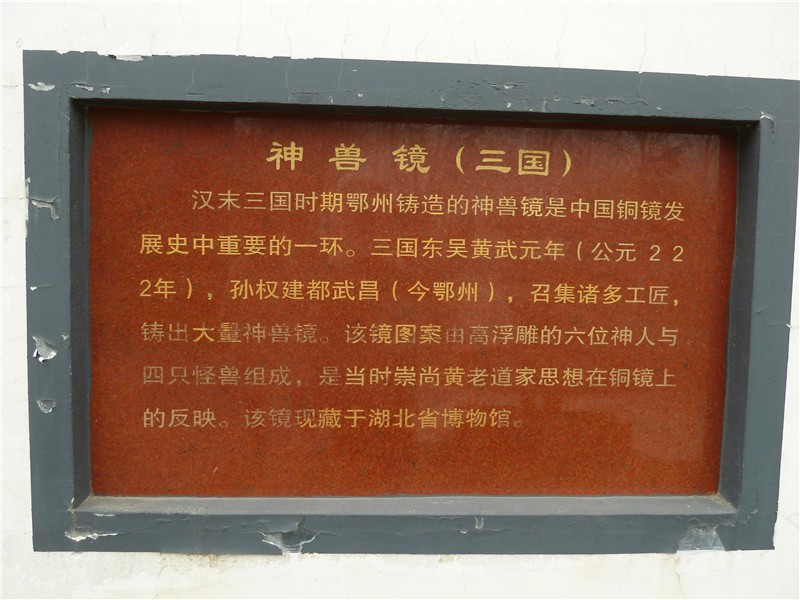 神兽镜（三国）
汉末三国时期鄂州铸造的神兽镜是中国铜镜发
展史中重要的一环。三国东吴黄武元年（公元 2 2
2年），孙权建都武昌（今鄂州），召集诸多工匠，
铸出大量神兽镜。该镜图案由高浮雕的六位神人与
四只怪兽组成，是当时崇尚黄老道家思想在铜镜上
的反映。该镜现藏于湖北省博物馆。